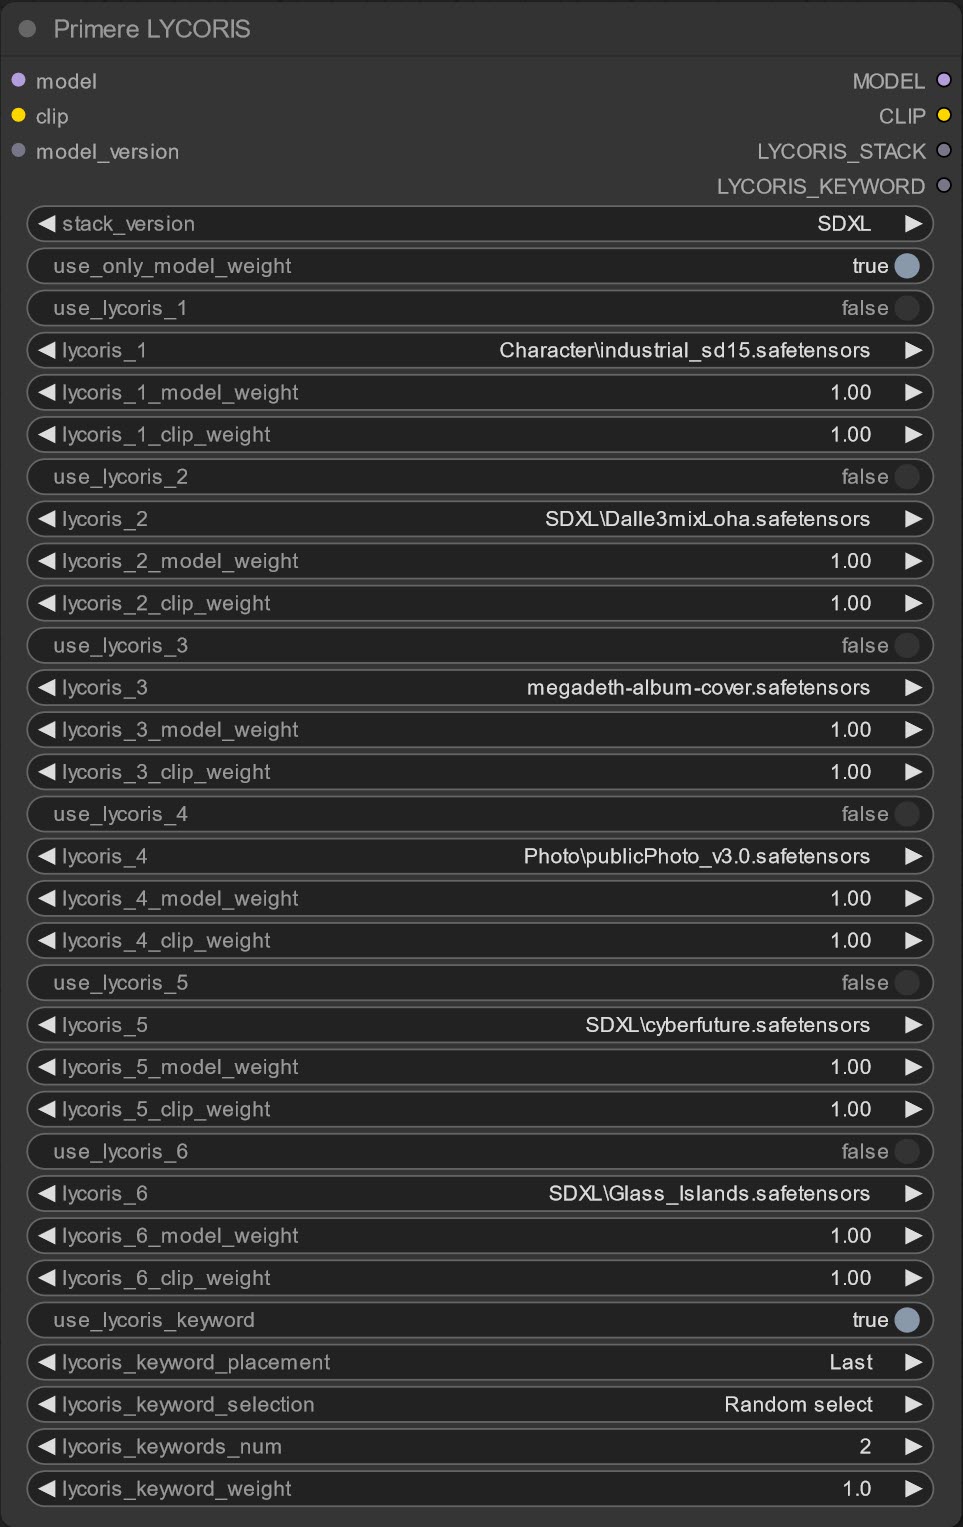 Primere LYCORIS
model MODEL
clip CLIP
model_version LYCORIS_STACK
LYCORIS_KEYWORD
stack_version SDXL
use_only_model_weight true
use_lycoris_1 false
lycoris_1 Character\industrial_sd15.safetensors
lycoris_1_model_weight 1.00
lycoris_1_clip_weight 1.00
use_lycoris_2 false
lycoris_2 SDXL\Dalle3mixLoha.safetensors
lycoris_2_model_weight 1.00
lycoris_2_clip_weight 1.00
use_lycoris_3 false
lycoris_3 megadeth-album-cover.safetensors
lycoris_3_model_weight 1.00
lycoris_3_clip_weight 1.00
use_lycoris_4 false
lycoris_4 Photo\publicPhoto_v3.0.safetensors
lycoris_4_model_weight 1.00
lycoris_4_clip_weight 1.00
use_lycoris_5 false
lycoris_5 SDXL\cyberfuture.safetensors
lycoris_5_model_weight 1.00
lycoris_5_clip_weight 1.00
use_lycoris_6 false
lycoris_6 SDXL\Glass_Islands.safetensors
lycoris_6_model_weight 1.00
lycoris_6_clip_weight 1.00
use_lycoris_keyword true
lycoris_keyword_placement Last
lycoris_keyword_selection Random select
lycoris_keywords_num 2
lycoris_keyword_weight 1.0